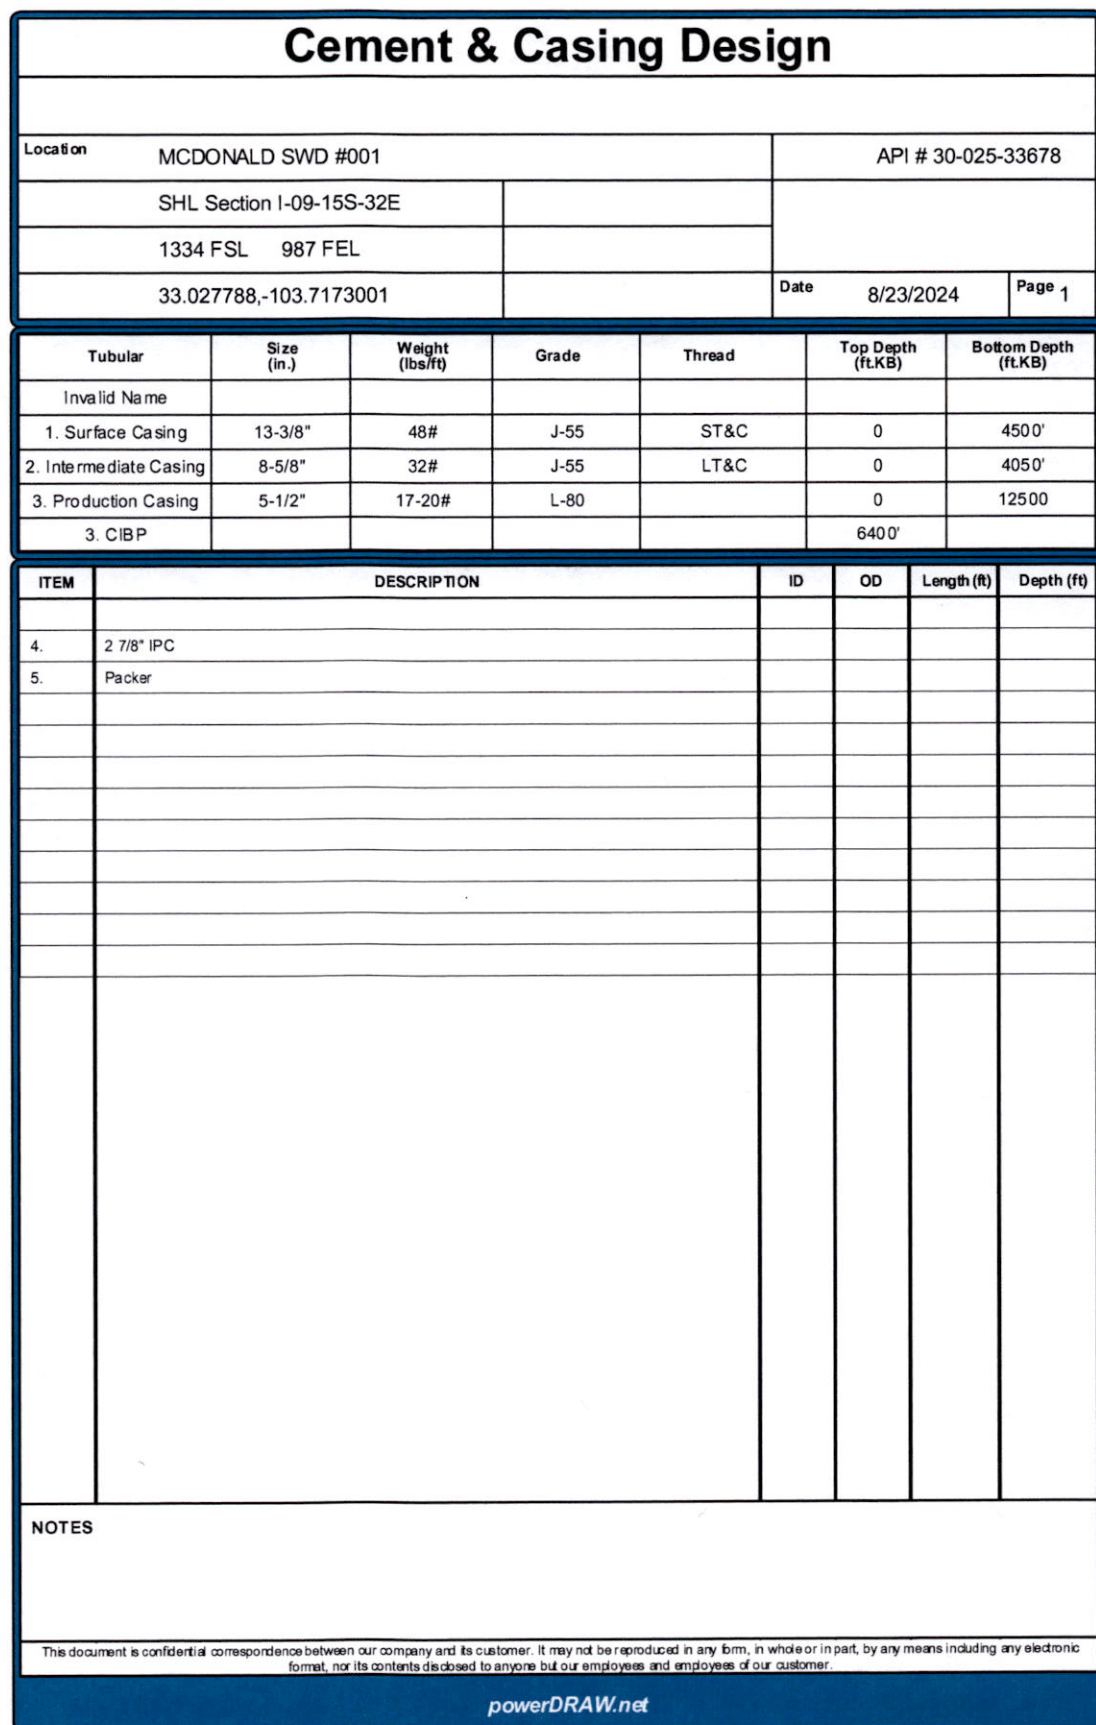 Cement & Casing Design
Location MCDONALD SWD #001 API # 30-025-33678
SHL Section I-09-15S-32E
1334 FSL 987 FEL
33.027788,-103.7173001 Date 8/23/2024 Page 1
Tubular Size (in.) Weight (lbs/ft) Grade Thread Top Depth (ft.KB) Bottom Depth (ft.KB)
Invalid Name
1. Surface Casing 13-3/8" 48# J-55 ST&C 0 4500'
2. Intermediate Casing 8-5/8" 32# J-55 LT&C 0 4050'
3. Production Casing 5-1/2" 17-20# L-80 0 12500
3. CIBP 6400'
ITEM DESCRIPTION ID OD Length (ft) Depth (ft)
4. 2 7/8" IPC
5. Packer
NOTES
This document is confidential correspondence between our company and its customer. It may not be reproduced in any form, in whole or in part, by any means including any electronic
format, nor its contents disclosed to anyone but our employees and employees of our customer.
powerDRAW.net